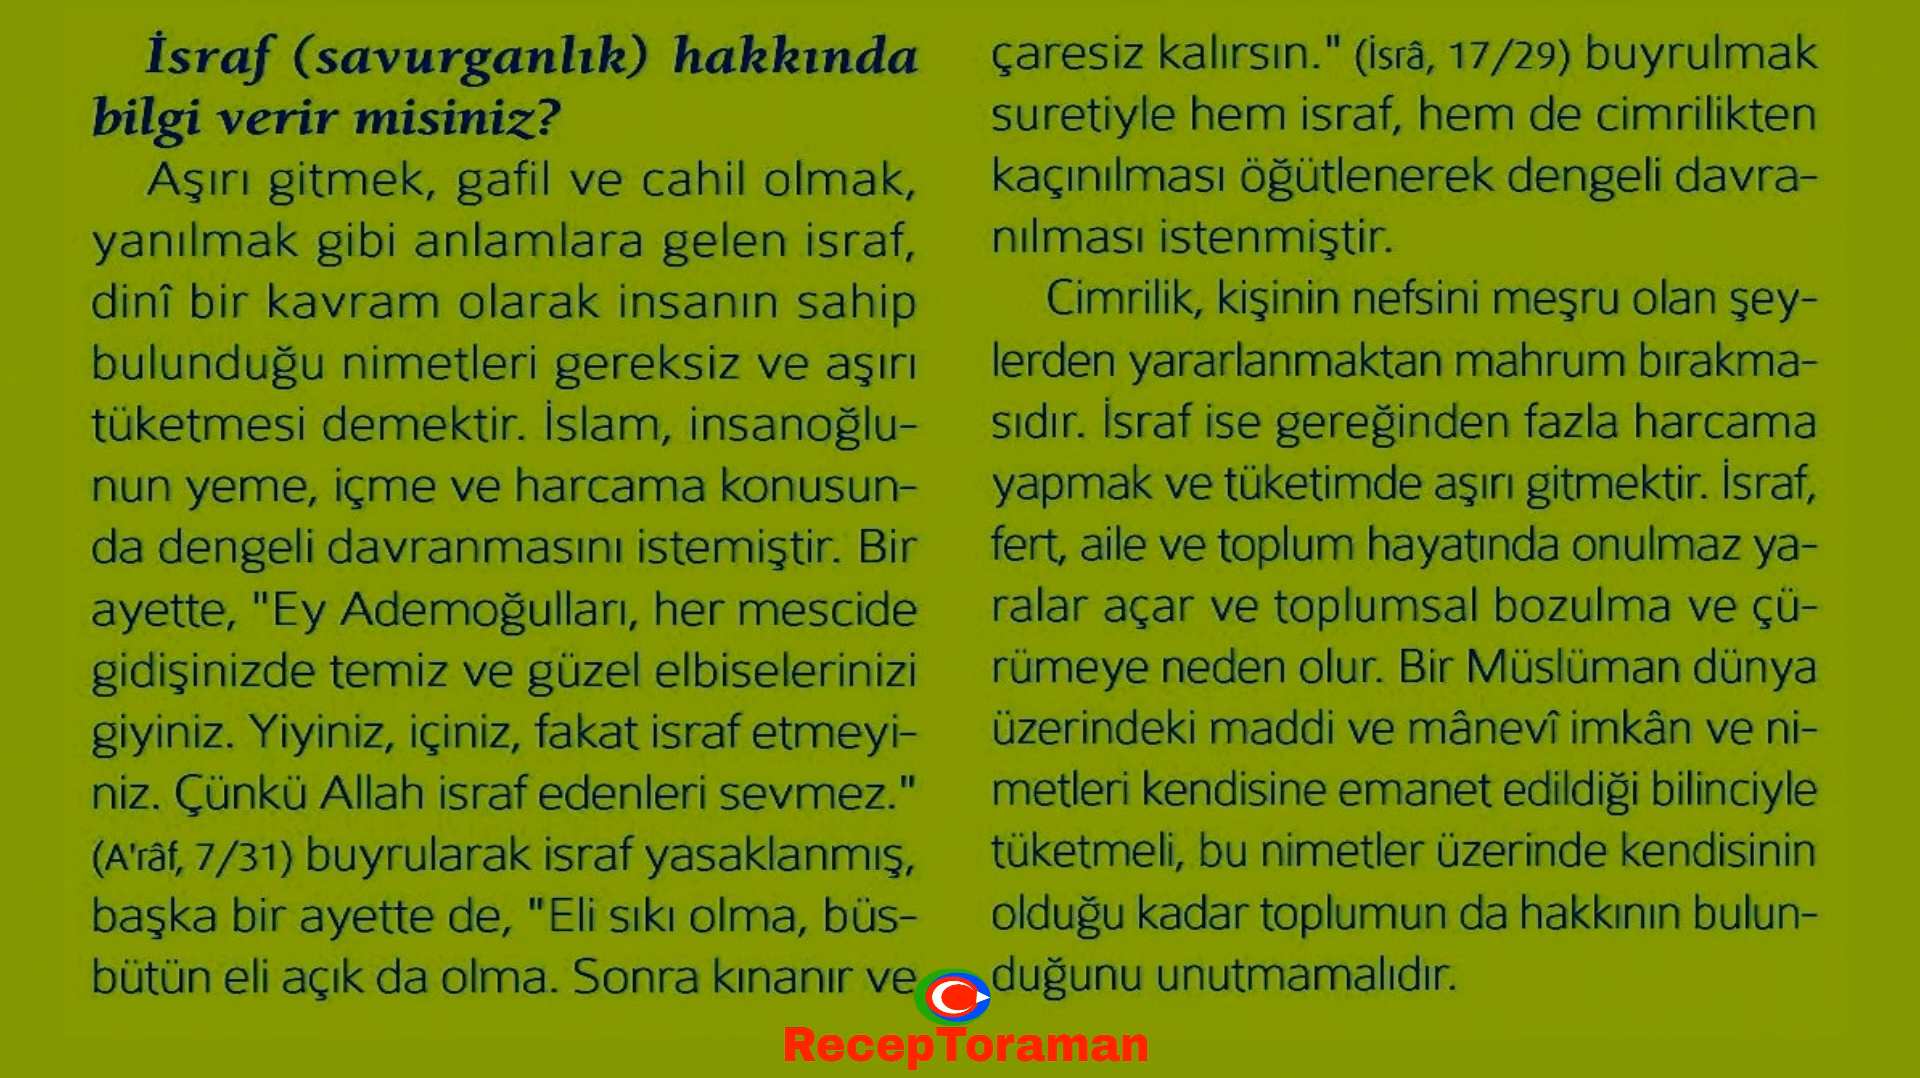 İsraf (savurganlık) hakkında
bilgi verir misiniz?
Aşırı gitmek, gafil ve cahil olmak,
yanılmak gibi anlamlara gelen israf,
dinî bir kavram olarak insanın sahip
bulunduğu nimetleri gereksiz ve aşırı
tüketmesi demektir. İslam, insanoğlu-
nun yeme, içme ve harcama konusun-
da dengeli davranmasını istemiştir. Bir
ayette, "Ey Ademoğulları, her mescide
gidişinizde temiz ve güzel elbiselerinizi
giyiniz. Yiyiniz, içiniz, fakat israf etmeyi-
niz. Çünkü Allah israf edenleri sevmez."
(A'râf, 7/31) buyrularak israf yasaklanmış,
başka bir ayette de, "Eli sıkı olma, büs-
bütün eli açık da olma. Sonra kınanır ve
çaresiz kalırsın." (İsrâ, 17/29) buyrulmak
suretiyle hem israf, hem de cimrilikten
kaçınılması öğütlenerek dengeli davra-
nılması istenmiştir.
Cimrilik, kişinin nefsini meşru olan şey-
lerden yararlanmaktan mahrum bırakma-
sıdır. İsraf ise gereğinden fazla harcama
yapmak ve tüketimde aşırı gitmektir. İsraf,
fert, aile ve toplum hayatında onulmaz ya-
ralar açar ve toplumsal bozulma ve çü-
rümeye neden olur. Bir Müslüman dünya
üzerindeki maddi ve mânevî imkân ve ni-
metleri kendisine emanet edildiği bilinciyle
tüketmeli, bu nimetler üzerinde kendisinin
olduğu kadar toplumun da hakkının bulun-
duğunu unutmamalıdır.
RecepToraman